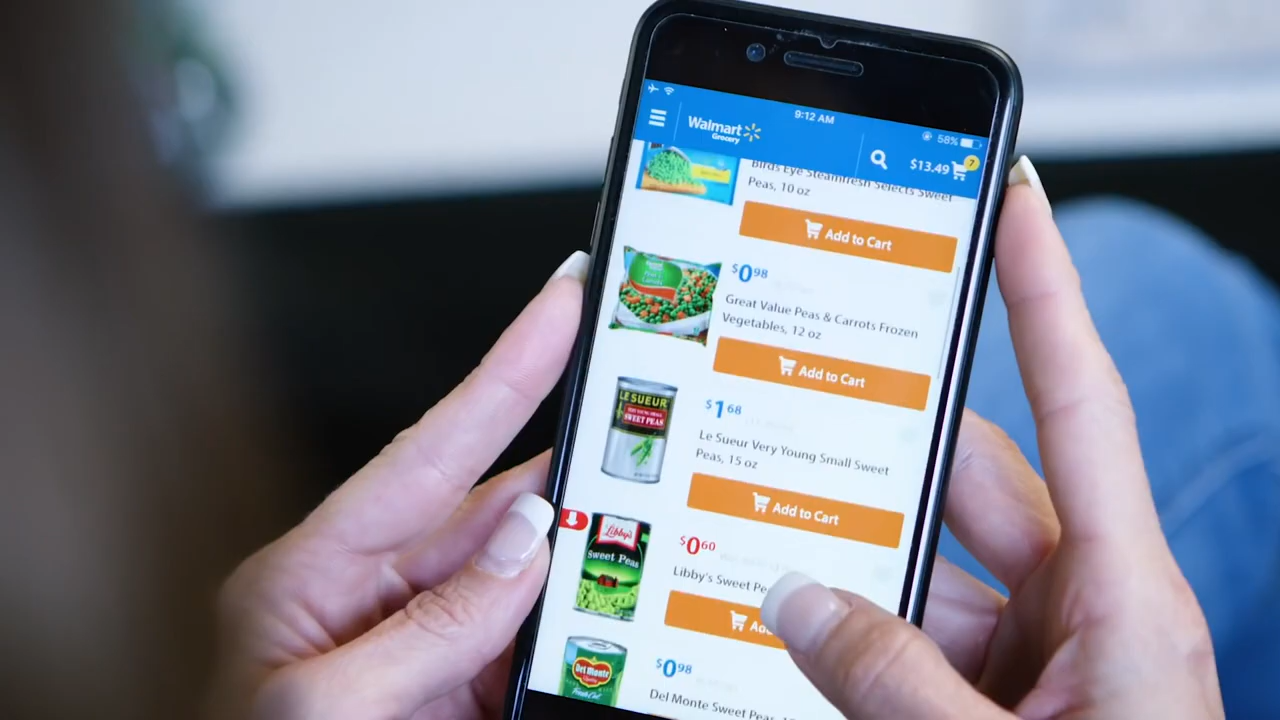 9:12 AM
58%
Walmart
Grocery
$13.49
7
Birds Eye Steamfresh Selects Sweet
Peas, 10 oz
Add to Cart
$0.98
Great Value Peas & Carrots Frozen
Vegetables, 12 oz
Add to Cart
LE SUEUR
SWEET PEAS
$1.68
Le Sueur Very Young Small Sweet
Peas, 15 oz
Add to Cart
Libby's
Sweet Peas
$0.60
Libby's Sweet Pe
Add
Del Monte
Fresh Cut
$0.98
Del Monte Sweet Peas,